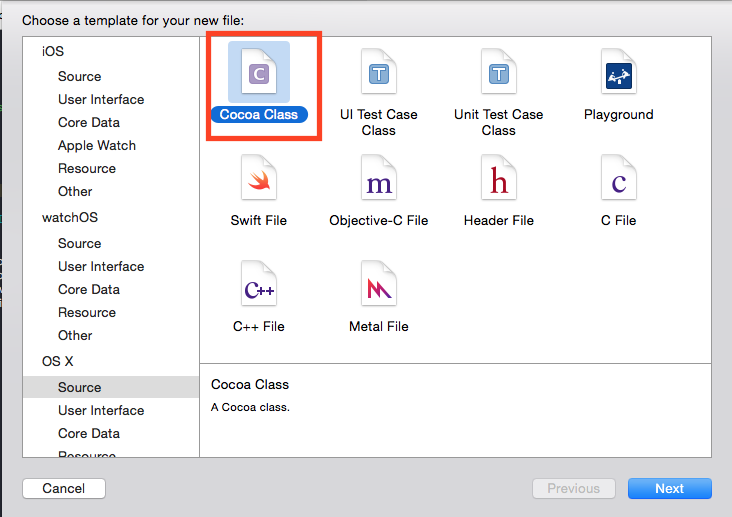 Choose a template for your new file:
iOS
Source
User Interface
Core Data
Apple Watch
Resource
Other
watchOS
Source
User Interface
Core Data
Resource
Other
OS X
Source
User Interface
Core Data
Resource
C
Cocoa Class
T
UI Test Case
Class
T
Unit Test Case
Class
Playground
Swift File
m
Objective-C File
h
Header File
c
C File
C++
C++ File
Metal File
Cocoa Class
A Cocoa class.
Cancel
Previous
Next